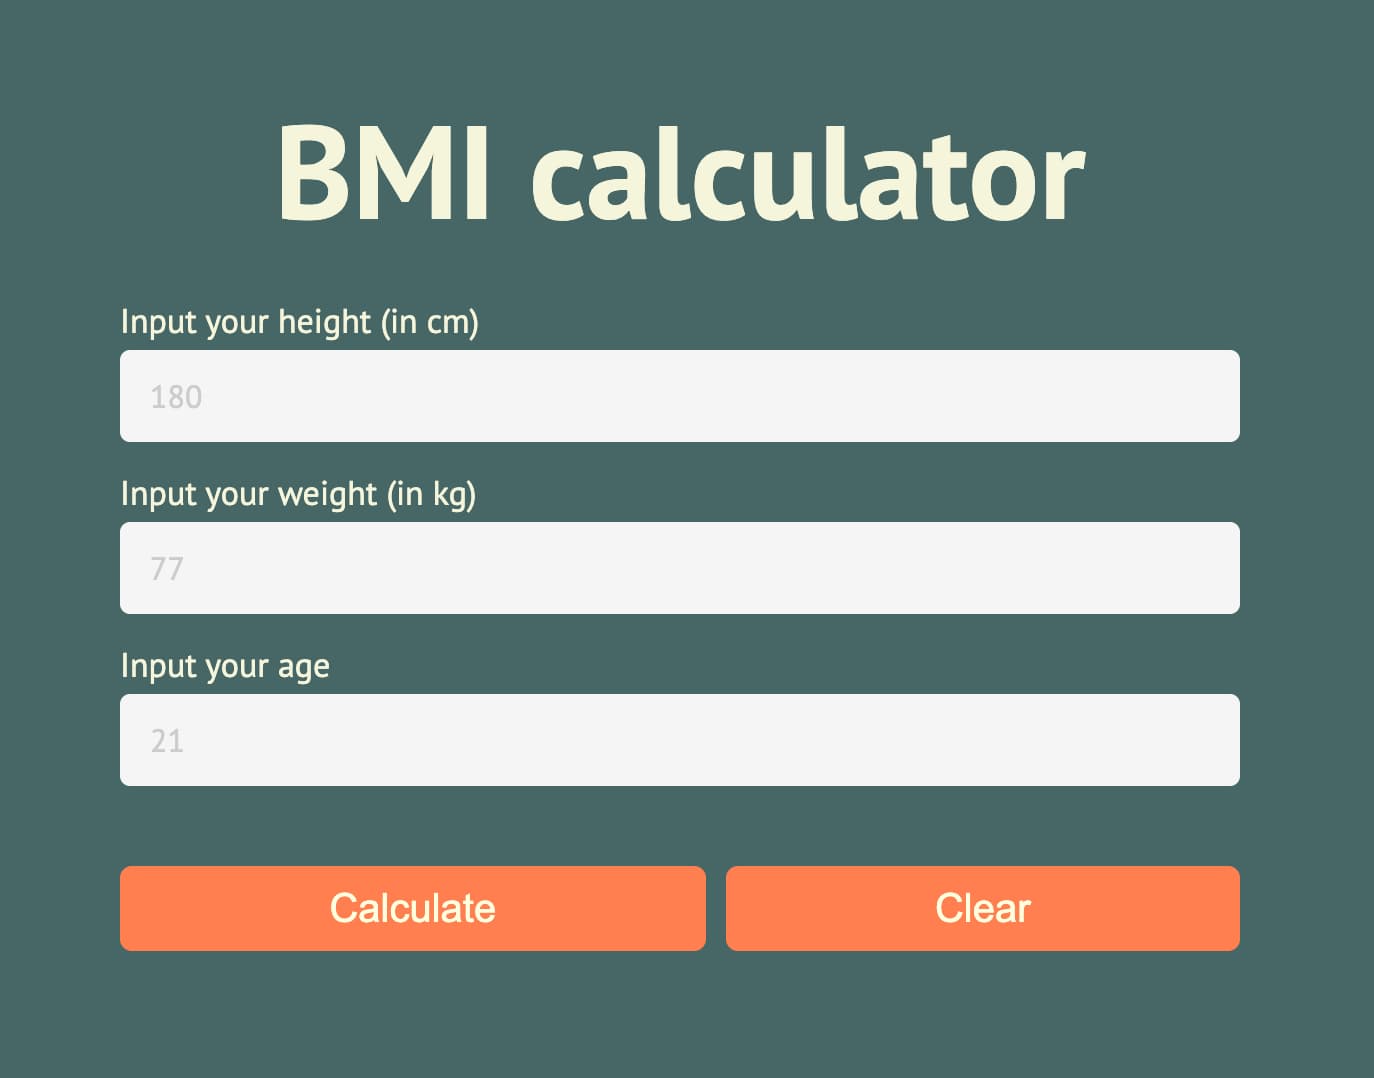 BMI calculator
Input your height (in cm)
180
Input your weight (in kg)
77
Input your age
21
Calculate
Clear